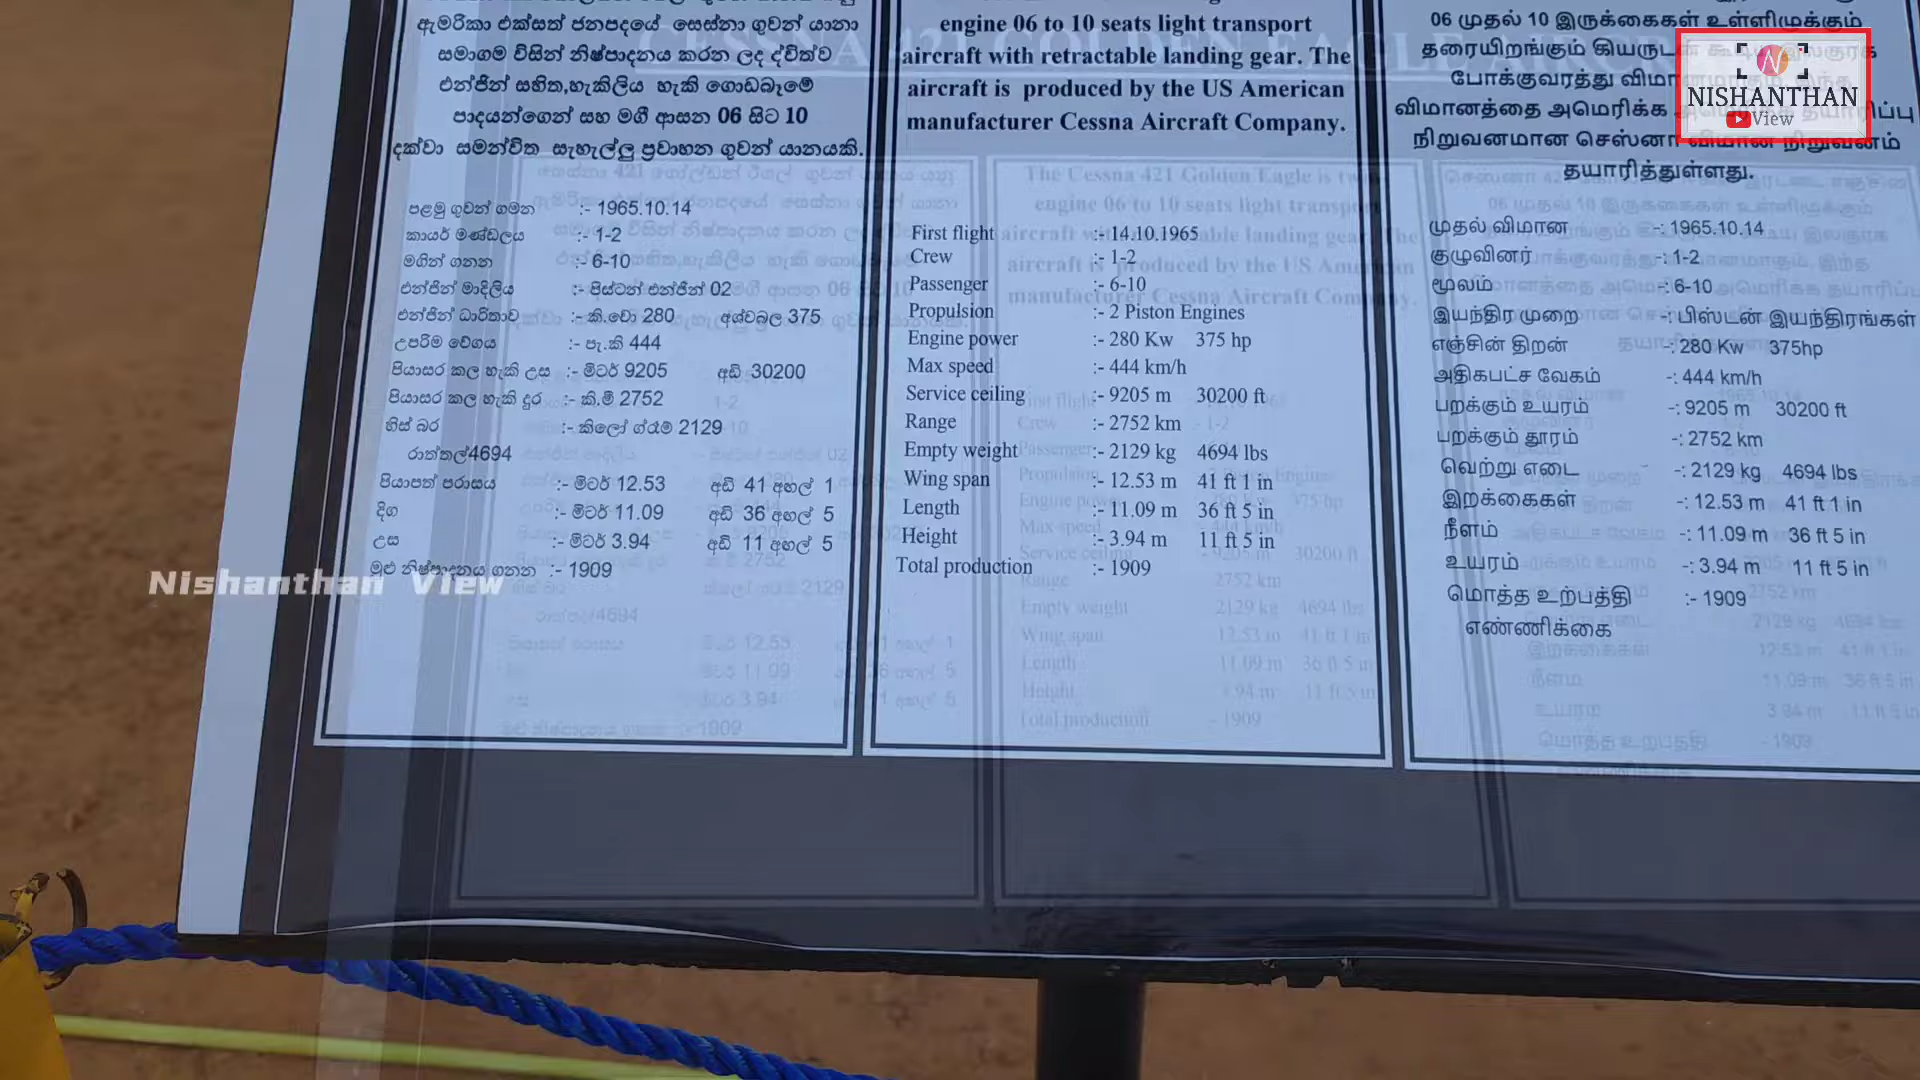 ඇමරිකා එක්සත් ජනපදයේ සෙස්නා ගුවන් යානා
සමාගම විසින් නිෂ්පාදනය කරන ලද ද්විත්ව
එන්ජින් සහිත,හැකිලිය හැකි ගොඩබෑමේ
පාදයන්ගෙන් සහ මගී ආසන 06 සිට 10
දක්වා සමන්විත සැහැල්ලු ප්‍රවාහන ගුවන් යානයකි.
පළමු ගුවන් ගමන :- 1965.10.14
කායර් මණ්ඩලය :- 1-2
මගීන් ගනන :- 6-10
එන්ජින් මාදිලිය :- පිස්ටන් එන්ජින් 02
එන්ජින් ධාරිතාව :- කි.වො 280 අශ්වබල 375
උපරිම වේගය :- පැ.කි 444
පියාසර කල හැකි උස :- මීටර් 9205 අඩි 30200
පියාසර කල හැකි දුර :- කි.මී 2752
හිස් බර :- කිලෝ ග්රෑම් 2129
රාත්තල්4694
පියාපත් පරාසය :- මීටර් 12.53 අඩි 41 අඟල් 1
දිග :- මීටර් 11.09 අඩි 36 අඟල් 5
උස :- මීටර් 3.94 අඩි 11 අඟල් 5
මුළු නිෂ්පාදනය ගනන :- 1909
engine 06 to 10 seats light transport
aircraft with retractable landing gear. The
aircraft is produced by the US American
manufacturer Cessna Aircraft Company.
First flight :- 14.10.1965
Crew :- 1-2
Passenger :- 6-10
Propulsion :- 2 Piston Engines
Engine power :- 280 Kw 375 hp
Max speed :- 444 km/h
Service ceiling :- 9205 m 30200 ft
Range :- 2752 km
Empty weight :- 2129 kg 4694 lbs
Wing span :- 12.53 m 41 ft 1 in
Length :- 11.09 m 36 ft 5 in
Height :- 3.94 m 11 ft 5 in
Total production :- 1909
06 முதல் 10 இருக்கைகள் உள்ளிமுக்கும்
தரையிறங்கும் கியருடன்
போக்குவரத்து
விமானத்தை அமெரிக்க
நிறுவனமான செஸ்னா விமான நிறுவனம்
தயாரித்துள்ளது.
முதல் விமான -: 1965.10.14
குழுவினர் -: 1-2
மூலம் -: 6-10
இயந்திர முறை -: பிஸ்டன் இயந்திரங்கள்
எஞ்சின் திறன் -: 280 Kw 375hp
அதிகபட்ச வேகம் -: 444 km/h
பறக்கும் உயரம் -: 9205 m 30200 ft
பறக்கும் தூரம் -: 2752 km
வெற்று எடை -: 2129 kg 4694 lbs
இறக்கைகள் -: 12.53 m 41 ft 1 in
நீளம் -: 11.09 m 36 ft 5 in
உயரம் -: 3.94 m 11 ft 5 in
மொத்த உற்பத்தி :- 1909
எண்ணிக்கை
NISHANTHAN
View
Nishanthan View